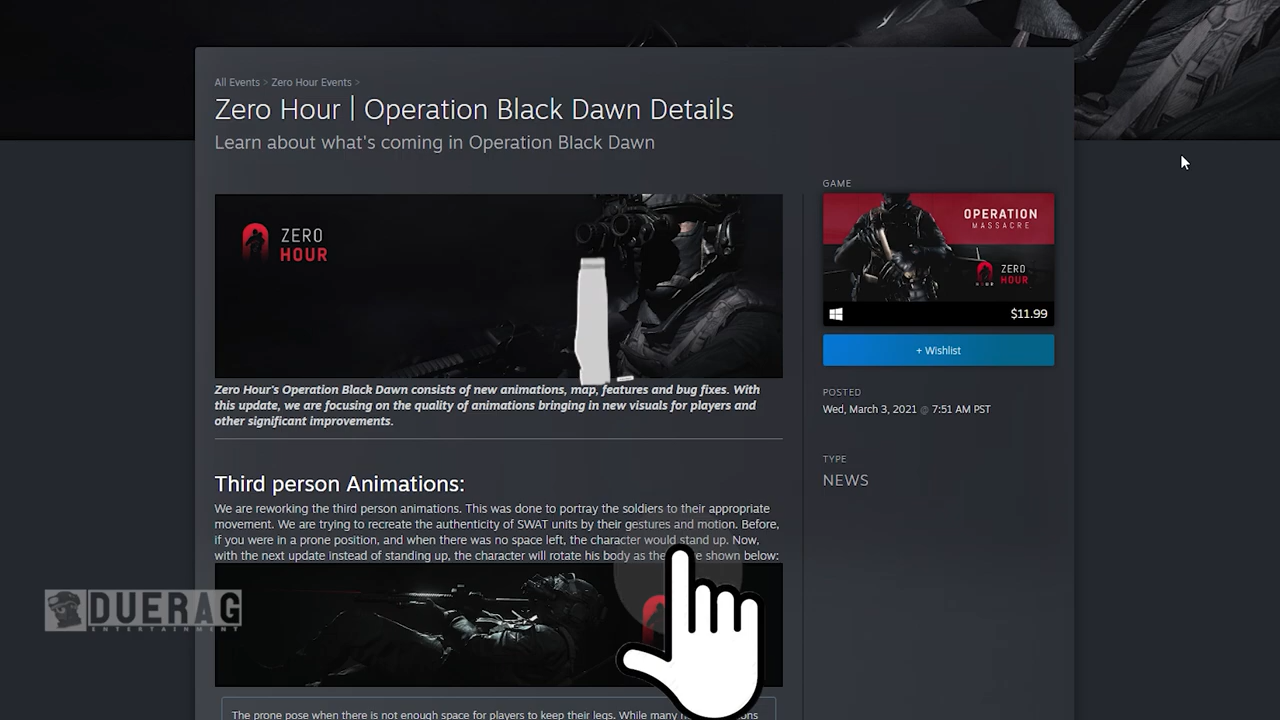 All Events > Zero Hour Events >
Zero Hour | Operation Black Dawn Details
Learn about what's coming in Operation Black Dawn
GAME
ZERO
HOUR
OPERATION
MASSACRE
ZERO
HOUR
$11.99
+ Wishlist
Zero Hour's Operation Black Dawn consists of new animations, map, features and bug fixes. With
this update, we are focusing on the quality of animations bringing in new visuals for players and
other significant improvements.
POSTED
Wed, March 3, 2021 @ 7:51 AM PST
TYPE
NEWS
Third person Animations:
We are reworking the third person animations. This was done to portray the soldiers to their appropriate
movement. We are trying to recreate the authenticity of SWAT units by their gestures and motion. Before,
if you were in a prone position, and when there was no space left, the character would stand up. Now,
with the next update instead of standing up, the character will rotate his body as the shown below:
DUERAG
ENTERTAINMENT
The prone pose when there is not enough space for players to keep their legs. While many